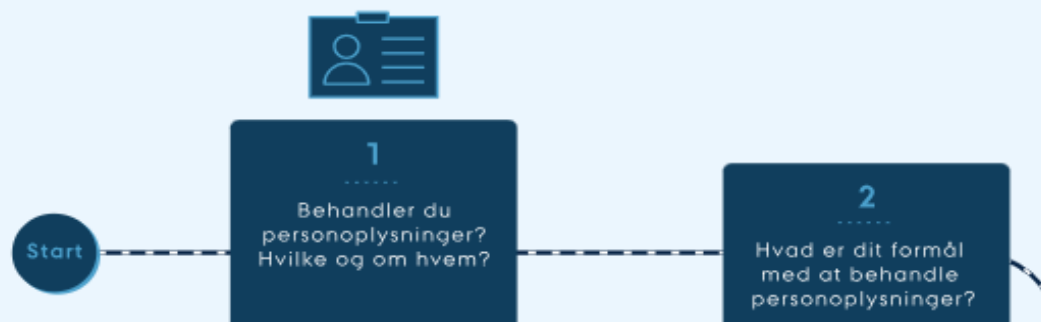 Start
1
Behandler du
personoplysninger?
Hvilke og om hvem?
2
Hvad er dit formål
med at behandle
personoplysninger?